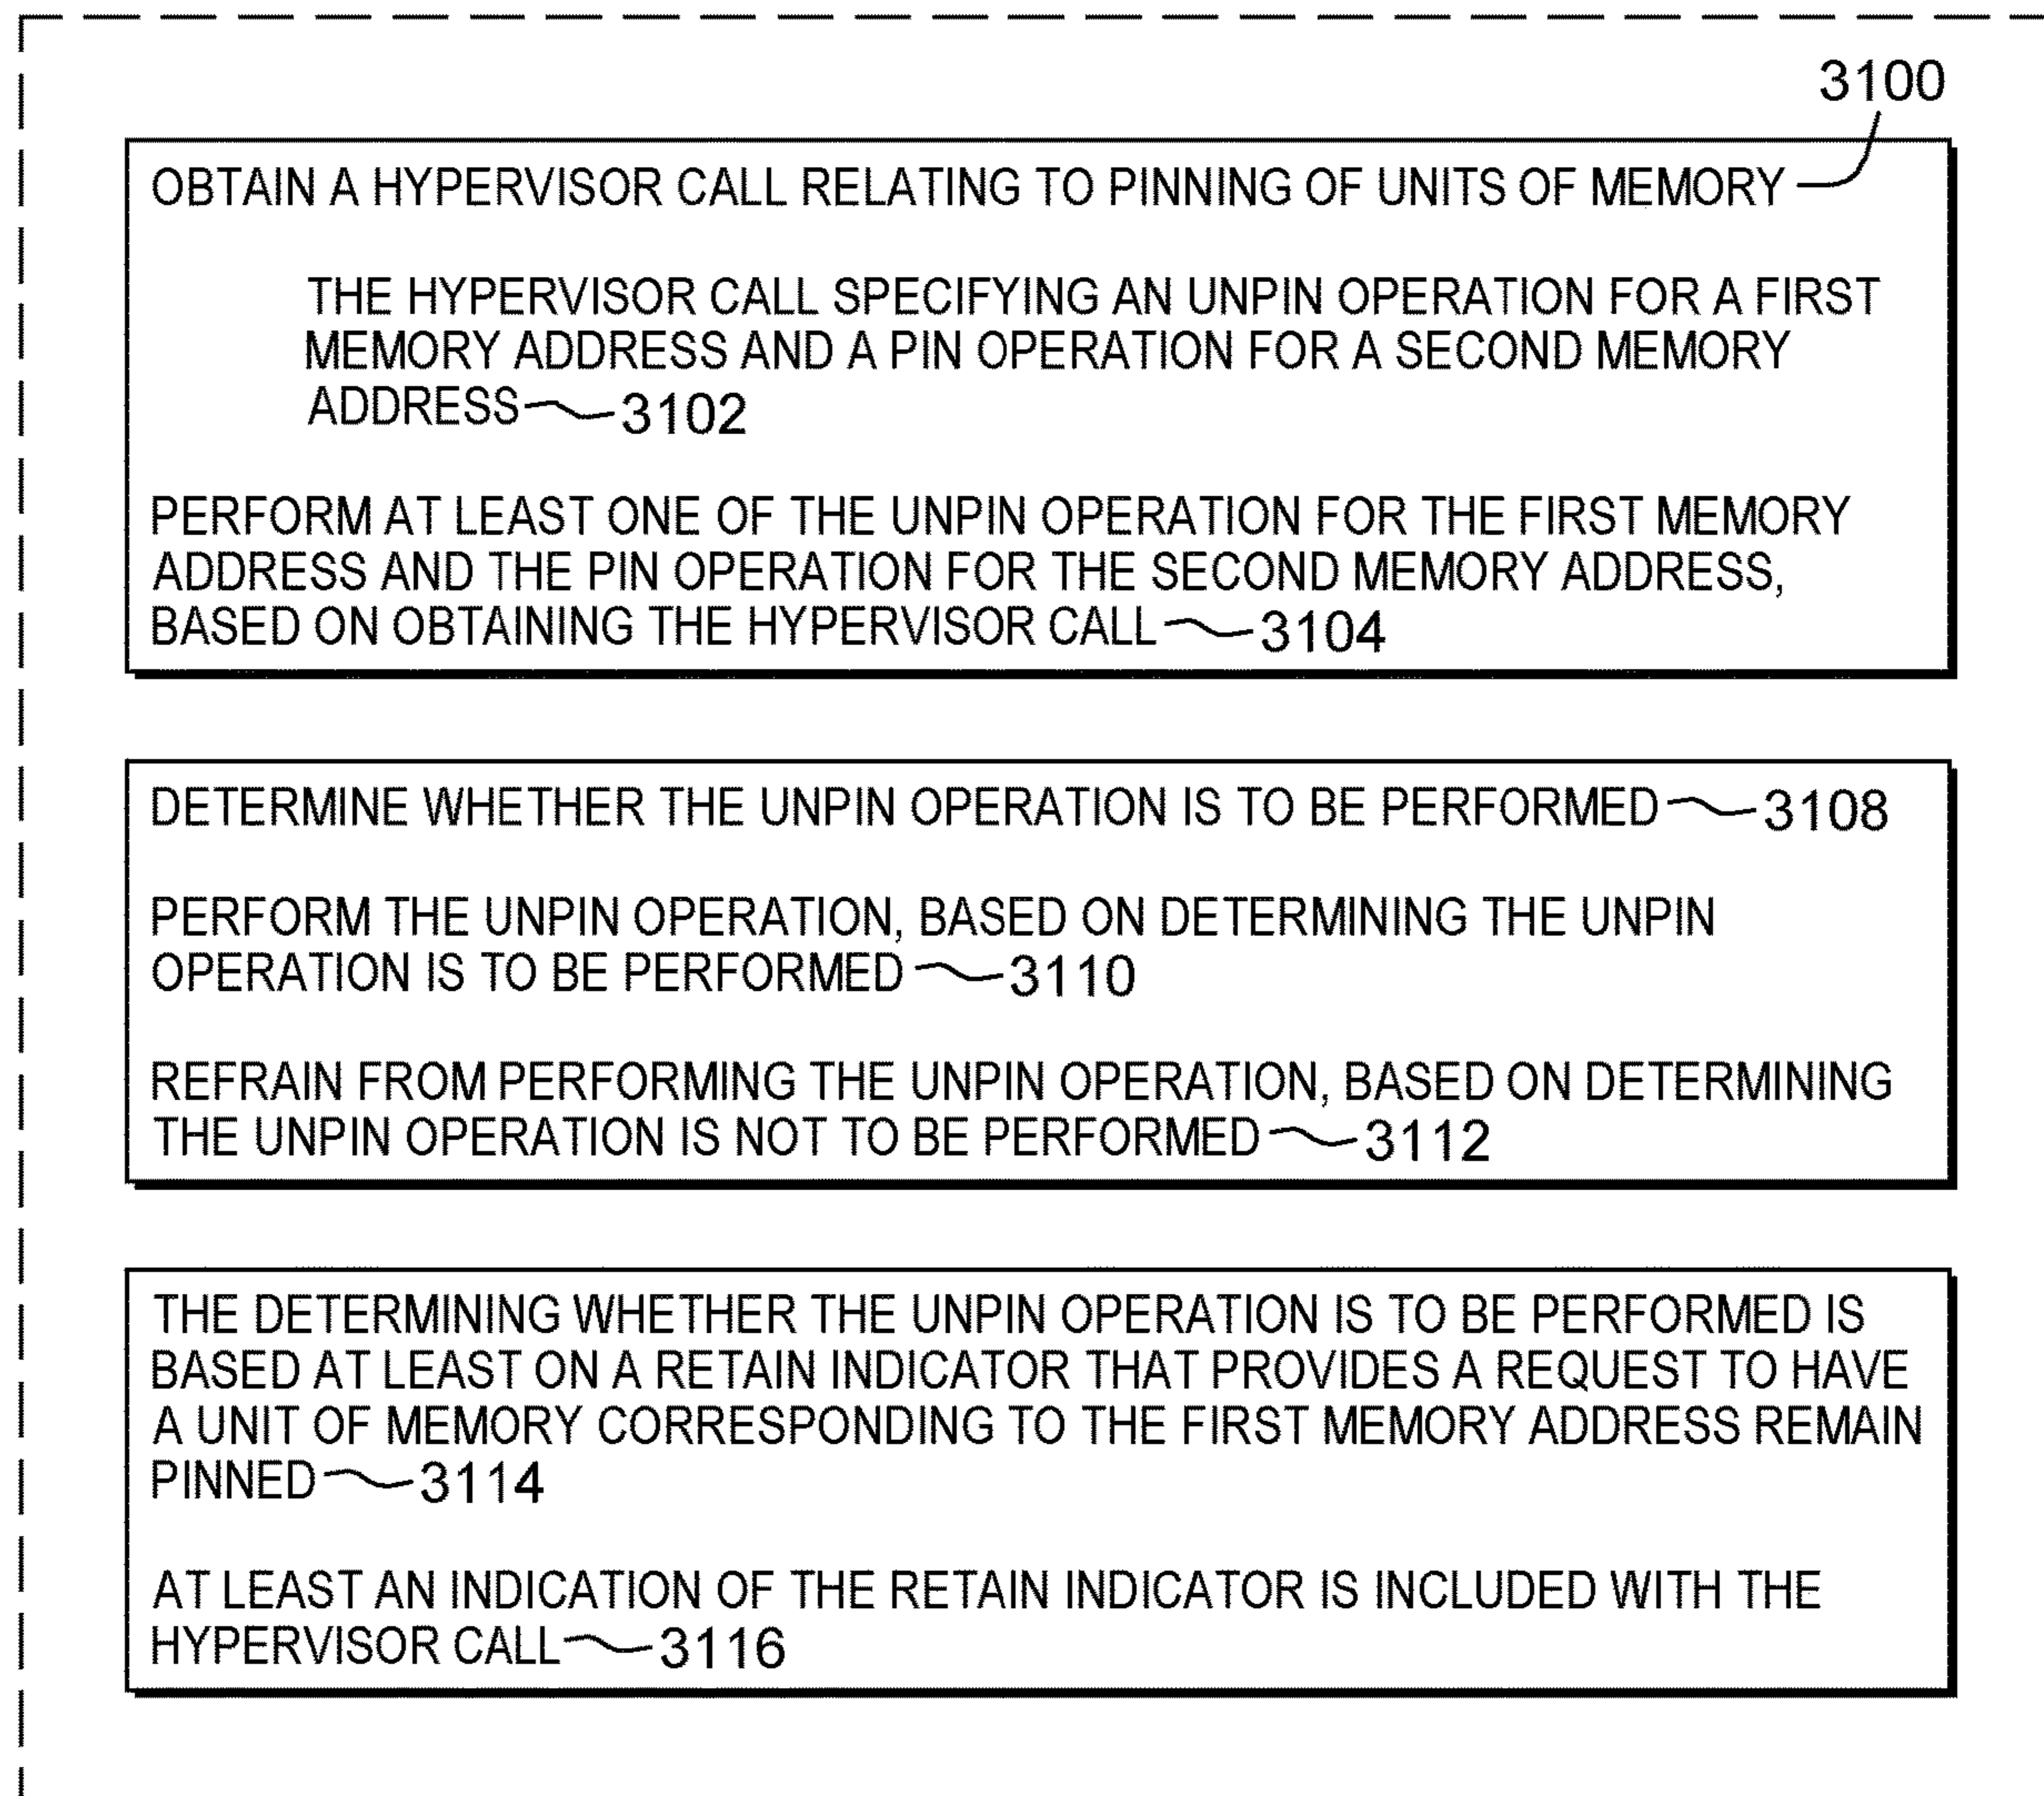 3100
OBTAIN A HYPERVISOR CALL RELATING TO PINNING OF UNITS OF MEMORY
THE HYPERVISOR CALL SPECIFYING AN UNPIN OPERATION FOR A FIRST
MEMORY ADDRESS AND A PIN OPERATION FOR A SECOND MEMORY
ADDRESS 3102
PERFORM AT LEAST ONE OF THE UNPIN OPERATION FOR THE FIRST MEMORY
ADDRESS AND THE PIN OPERATION FOR THE SECOND MEMORY ADDRESS,
BASED ON OBTAINING THE HYPERVISOR CALL 3104
DETERMINE WHETHER THE UNPIN OPERATION IS TO BE PERFORMED 3108
PERFORM THE UNPIN OPERATION, BASED ON DETERMINING THE UNPIN
OPERATION IS TO BE PERFORMED 3110
REFRAIN FROM PERFORMING THE UNPIN OPERATION, BASED ON DETERMINING
THE UNPIN OPERATION IS NOT TO BE PERFORMED 3112
THE DETERMINING WHETHER THE UNPIN OPERATION IS TO BE PERFORMED IS
BASED AT LEAST ON A RETAIN INDICATOR THAT PROVIDES A REQUEST TO HAVE
A UNIT OF MEMORY CORRESPONDING TO THE FIRST MEMORY ADDRESS REMAIN
PINNED 3114
AT LEAST AN INDICATION OF THE RETAIN INDICATOR IS INCLUDED WITH THE
HYPERVISOR CALL 3116